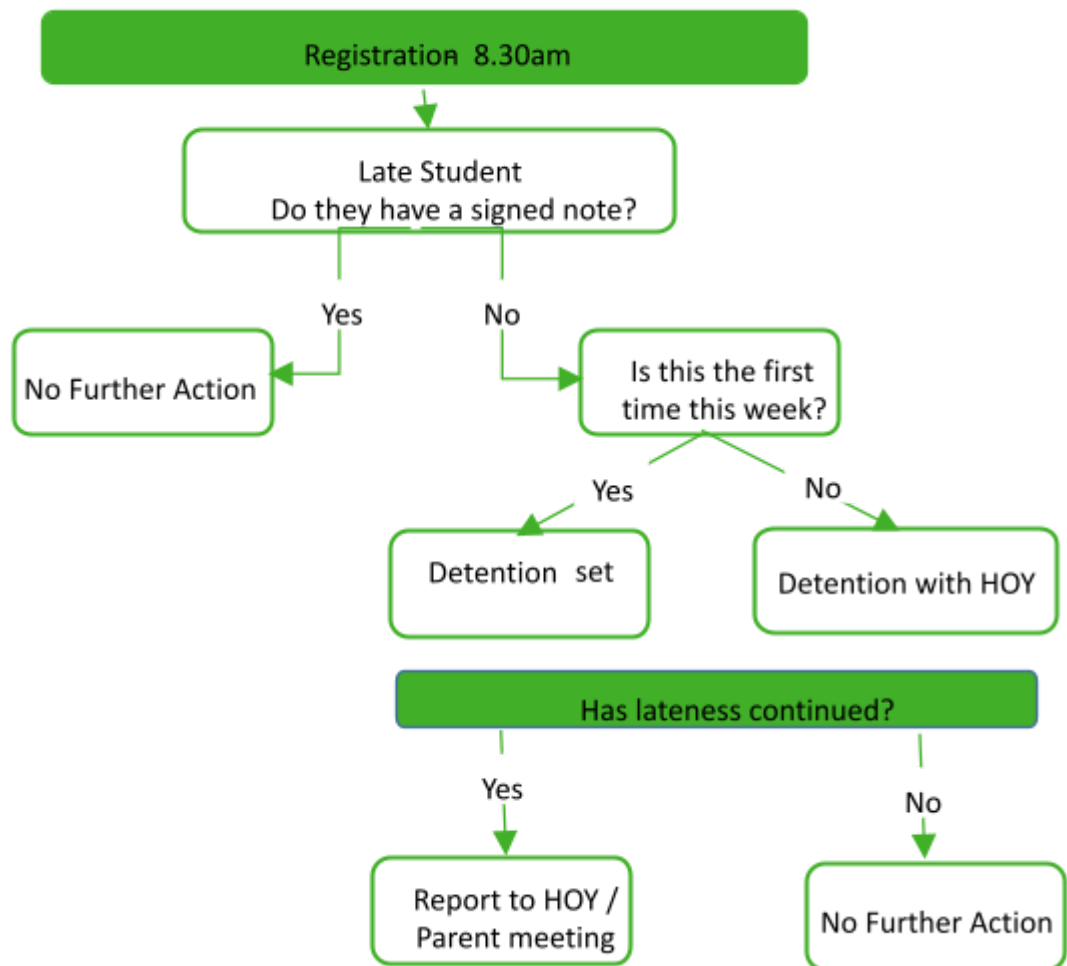 Registration 8.30am
Late Student
Do they have a signed note?
Yes
No
No Further Action
Is this the first
time this week?
Yes
No
Detention set
Detention with HOY
Has lateness continued?
Yes
No
Report to HOY /
Parent meeting
No Further Action